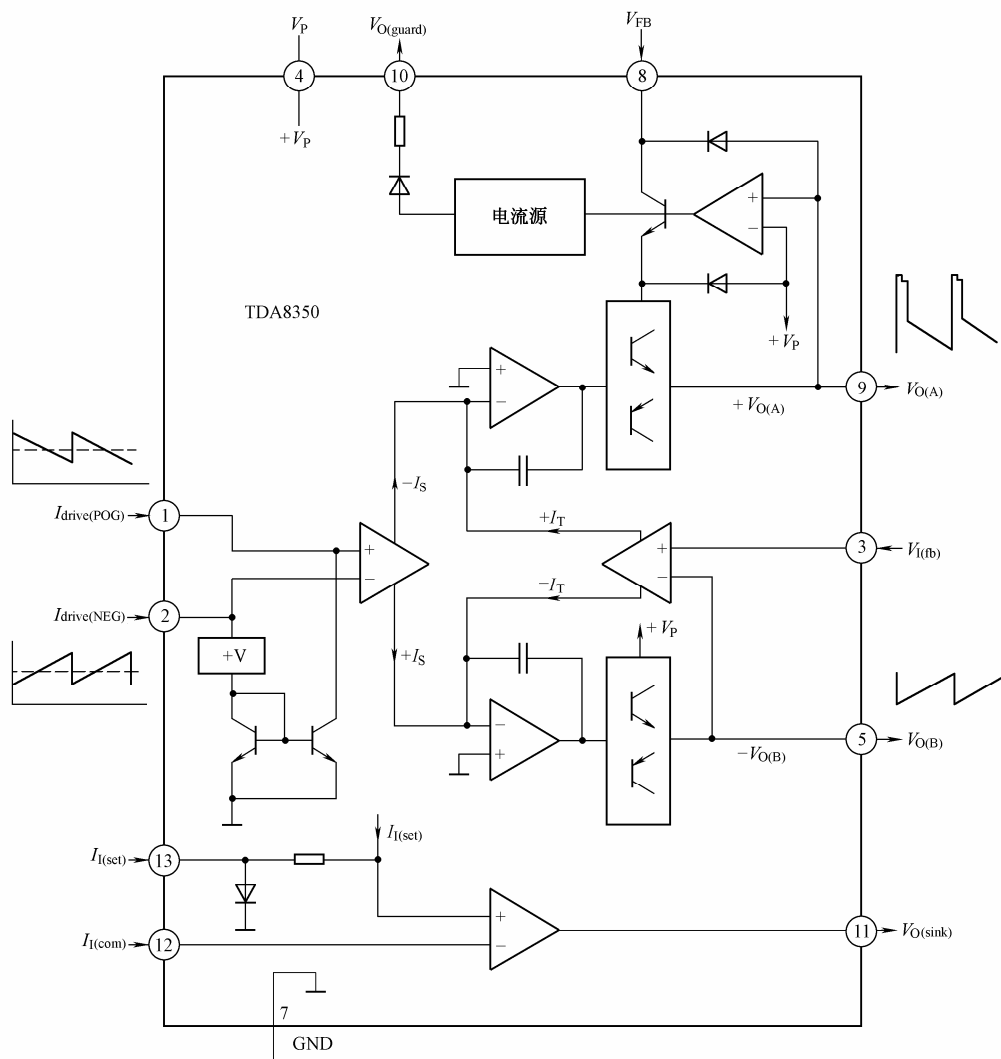 V_P
V_O(guard)
V_FB
4
10
8
+V_P
电流源
+
−
TDA8350
+V_P
+
−
9
V_O(A)
+V_O(A)
−I_S
I_drive(POG)
1
+I_T
+
−
+
−
3
V_I(fb)
I_drive(NEG)
2
−I_T
+V_P
+V
+I_S
−
+
−V_O(B)
5
V_O(B)
I_I(set)
I_I(set)
13
+
−
I_I(com)
12
11
V_O(sink)
7
GND